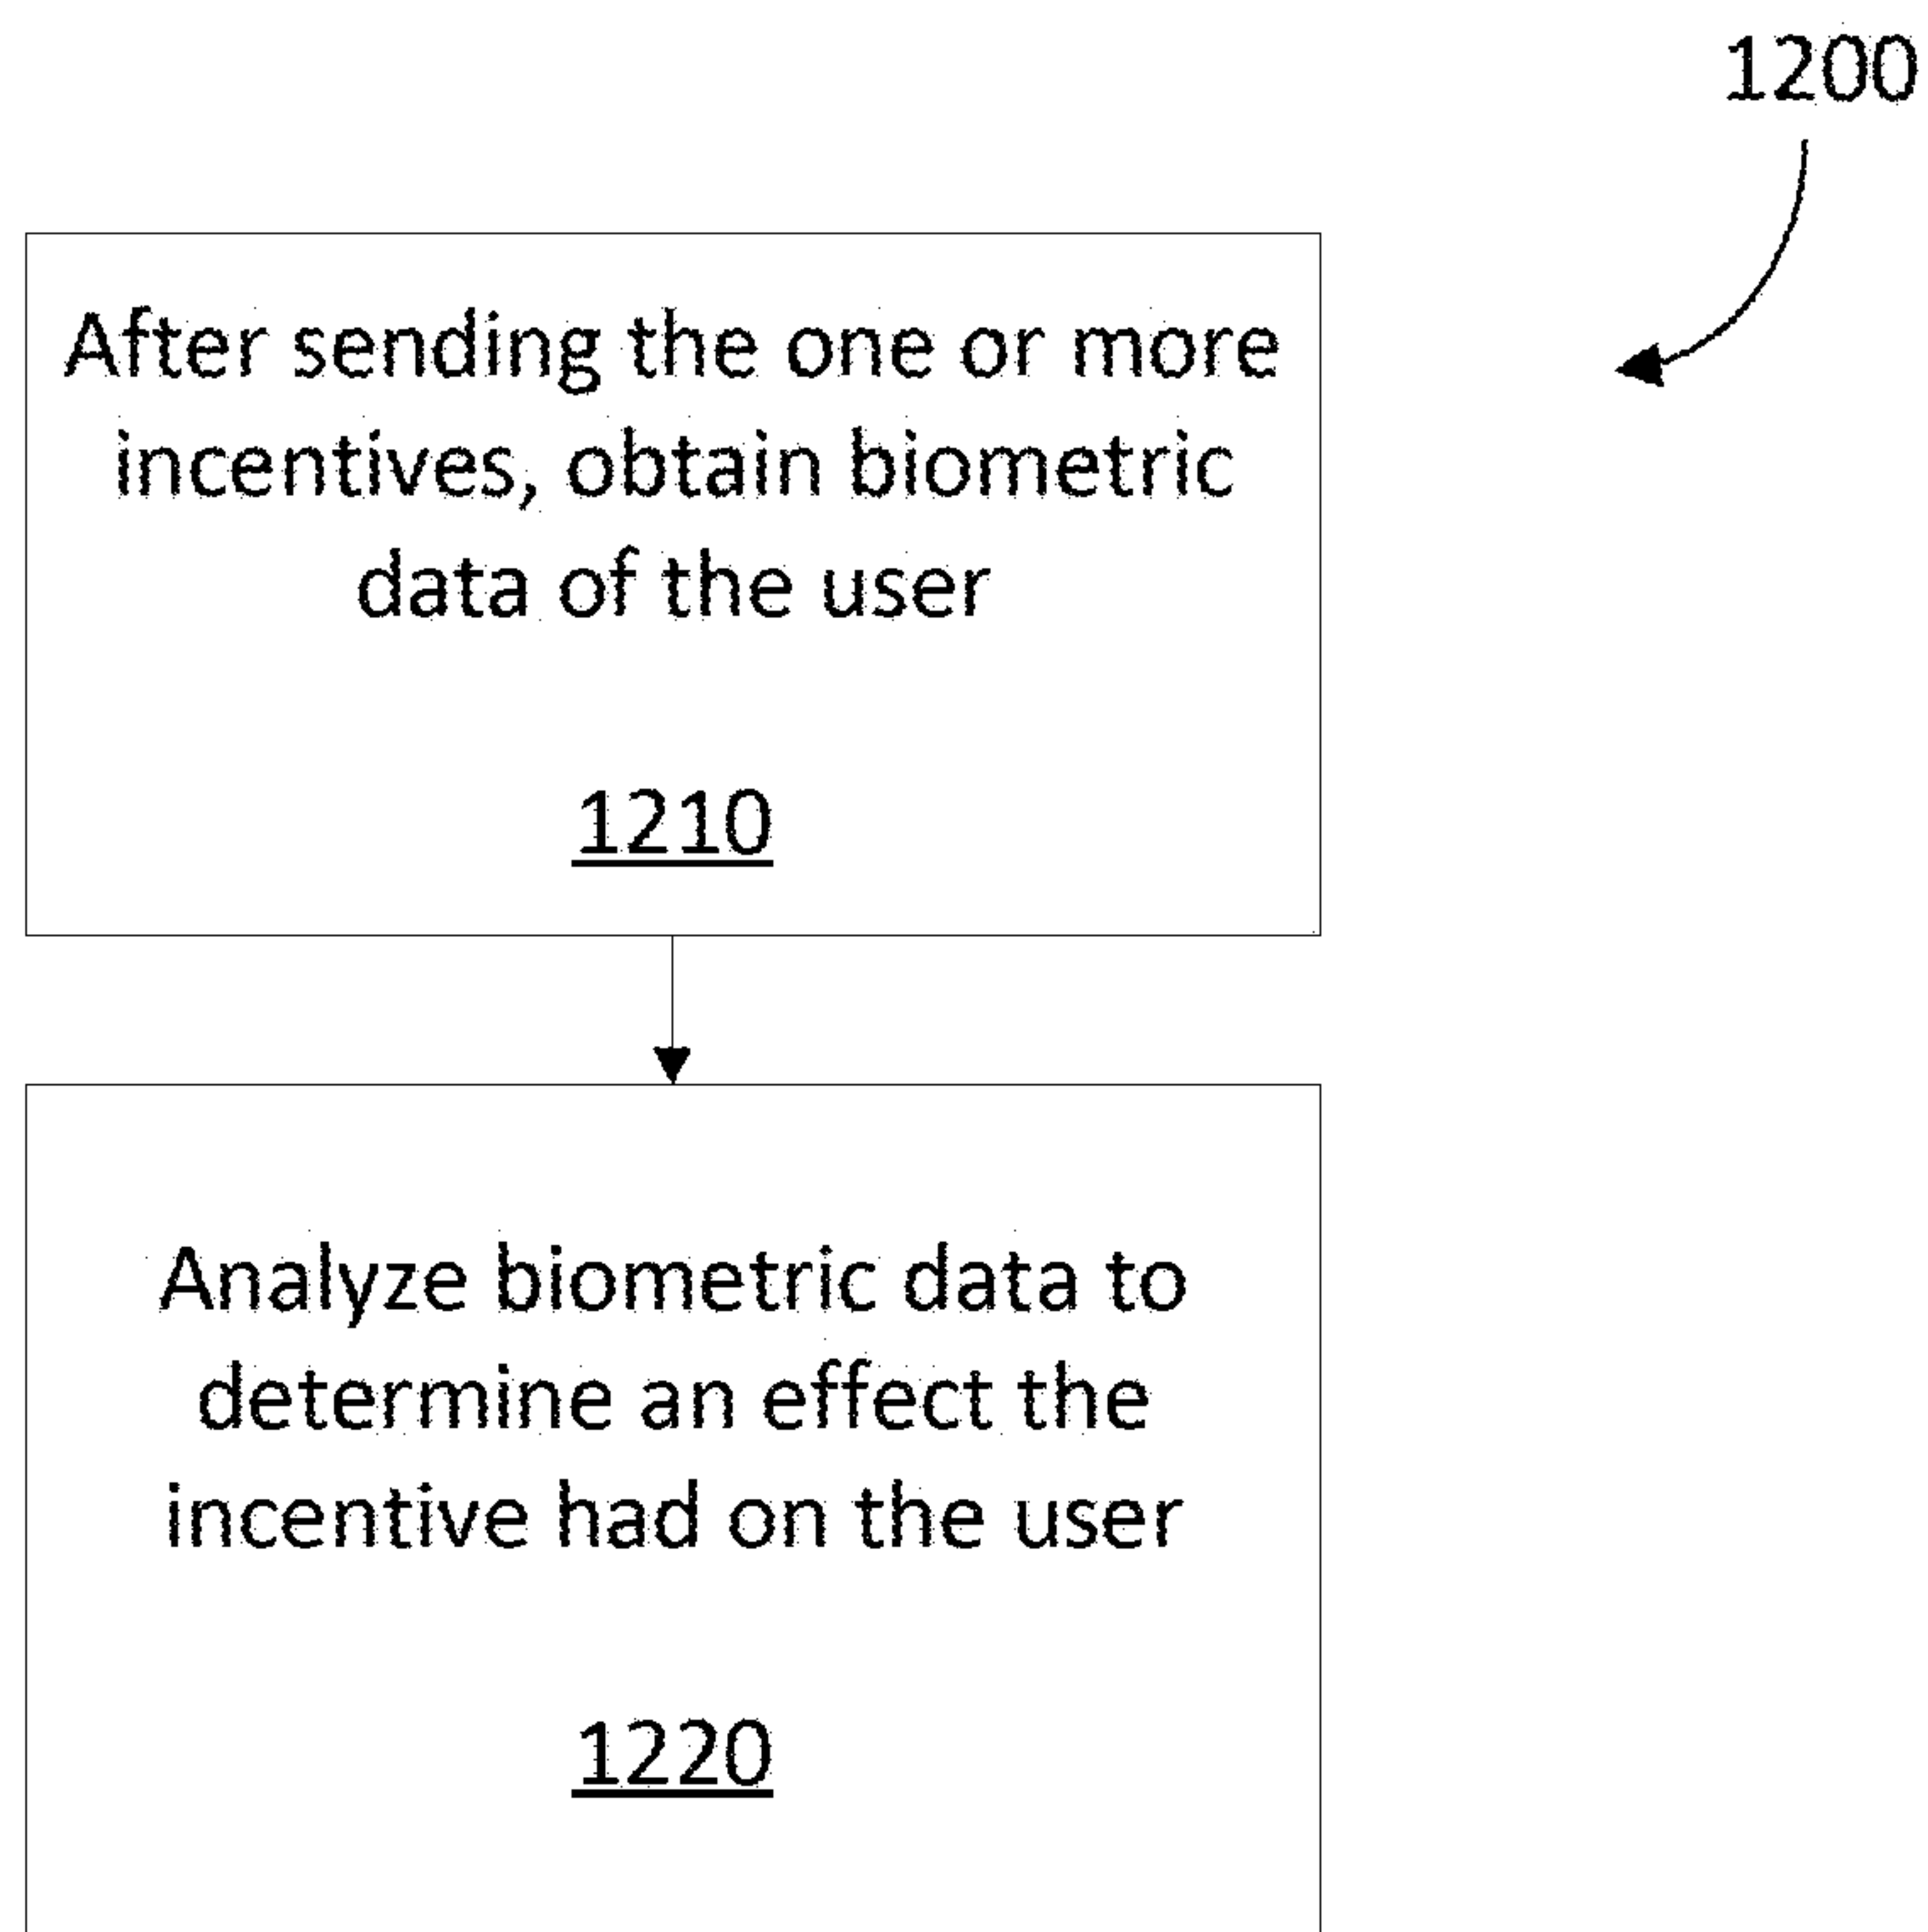 1200
After sending the one or more
incentives, obtain biometric
data of the user
1210
Analyze biometric data to
determine an effect the
incentive had on the user
1220